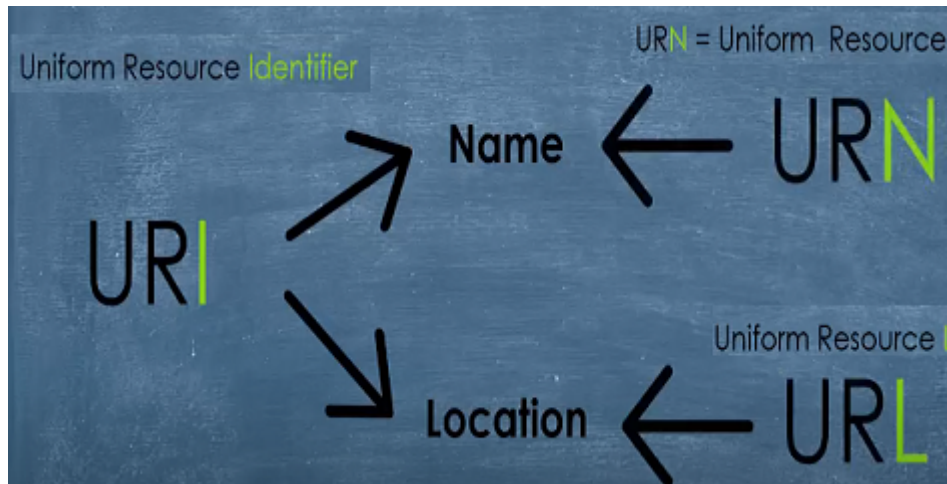 Uniform Resource Identifier
URN = Uniform Resource
Name
URN
URI
Uniform Resource
Location
URL